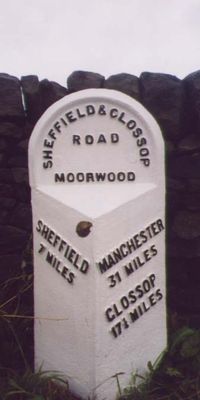 SHEFFIELD & GLOSSOP
ROAD
MOORWOOD
SHEFFIELD
7 MILES
MANCHESTER
31 MILES
GLOSSOP
17½ MILES